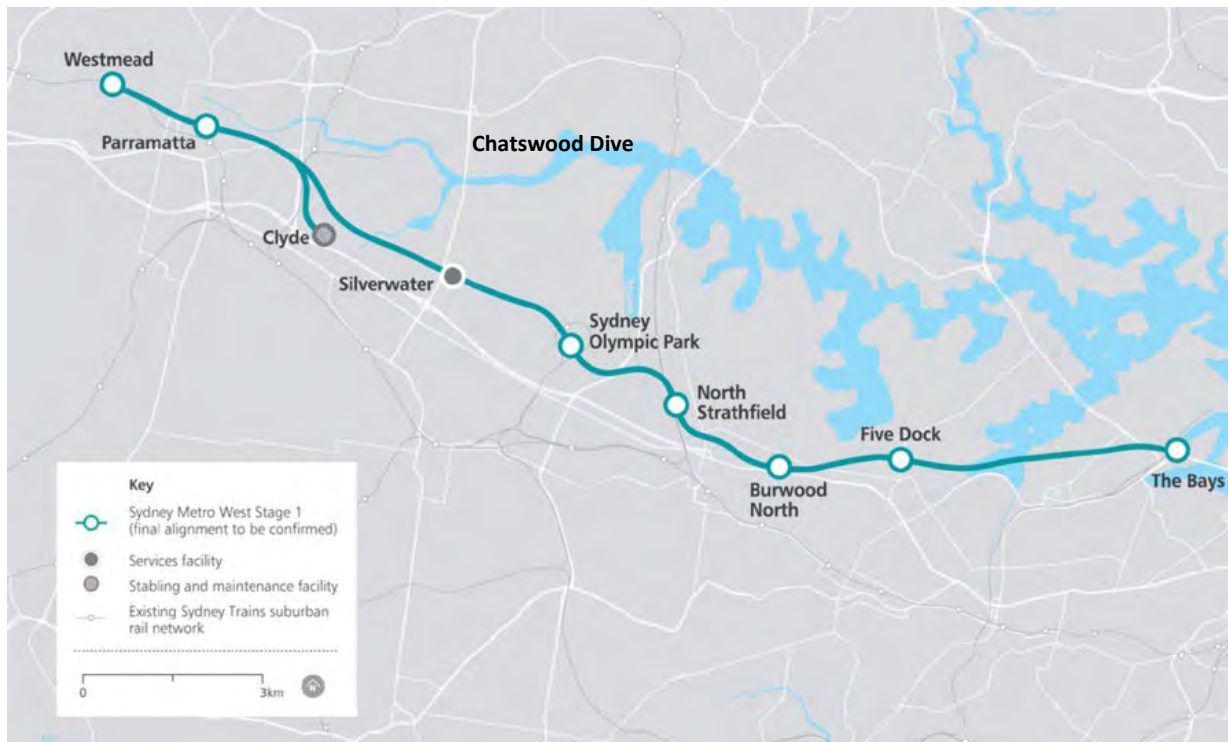 Westmead
Parramatta
Chatswood Dive
Clyde
Silverwater
Sydney
Olympic Park
North
Strathfield
Five Dock
Burwood
North
The Bays
Key
Sydney Metro West Stage 1
(final alignment to be confirmed)
Services facility
Stabling and maintenance facility
Existing Sydney Trains suburban
rail network
0 3km
N